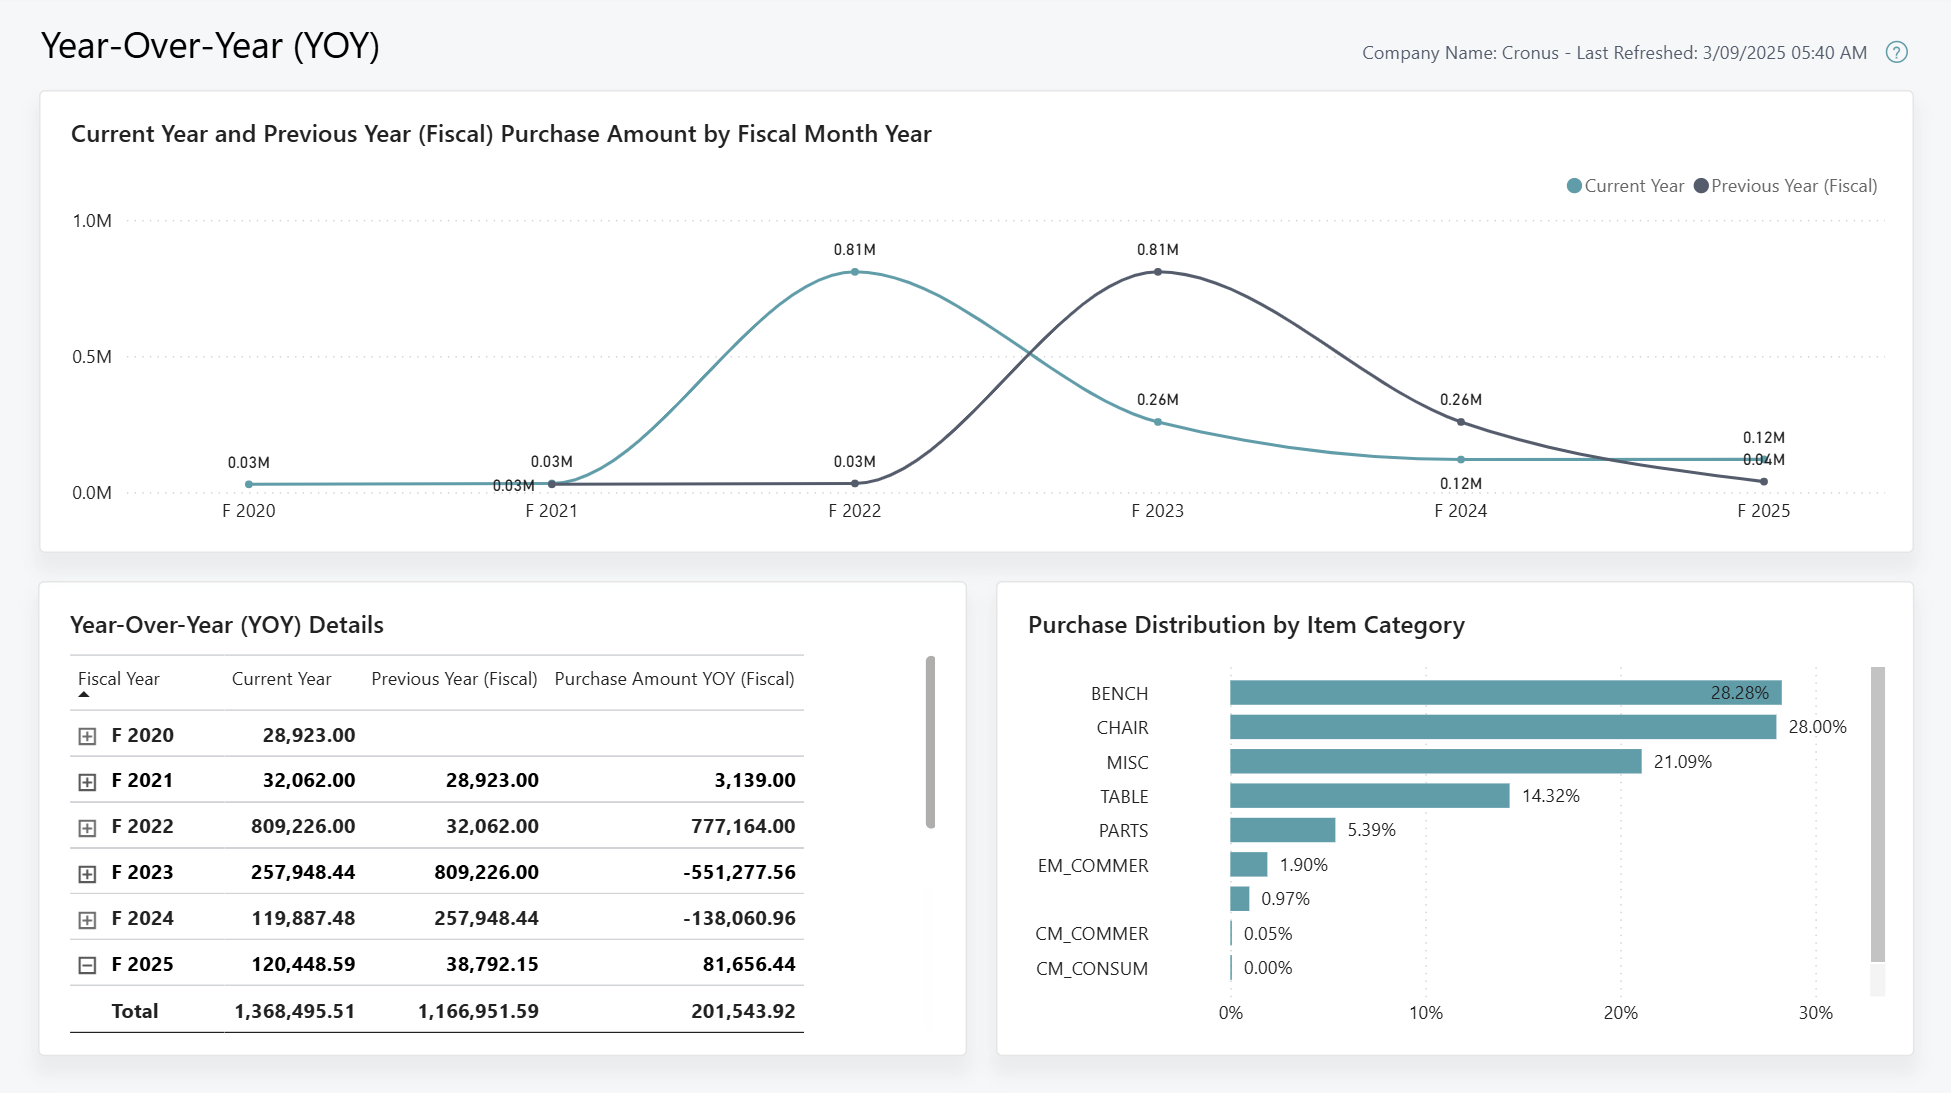 Year-Over-Year (YOY)
Company Name: Cronus - Last Refreshed: 3/09/2025 05:40 AM ?
Current Year and Previous Year (Fiscal) Purchase Amount by Fiscal Month Year
Current Year Previous Year (Fiscal)
1.0M
0.81M 0.81M
0.5M
0.26M 0.26M
0.12M
0.03M 0.03M 0.03M 0.04M
0.03M 0.12M
0.0M
F 2020 F 2021 F 2022 F 2023 F 2024 F 2025
Year-Over-Year (YOY) Details
Fiscal Year Current Year Previous Year (Fiscal) Purchase Amount YOY (Fiscal)
F 2020 28,923.00
F 2021 32,062.00 28,923.00 3,139.00
F 2022 809,226.00 32,062.00 777,164.00
F 2023 257,948.44 809,226.00 -551,277.56
F 2024 119,887.48 257,948.44 -138,060.96
F 2025 120,448.59 38,792.15 81,656.44
Total 1,368,495.51 1,166,951.59 201,543.92
Purchase Distribution by Item Category
BENCH 28.28%
CHAIR 28.00%
MISC 21.09%
TABLE 14.32%
PARTS 5.39%
EM_COMMER 1.90%
0.97%
CM_COMMER 0.05%
CM_CONSUM 0.00%
0% 10% 20% 30%